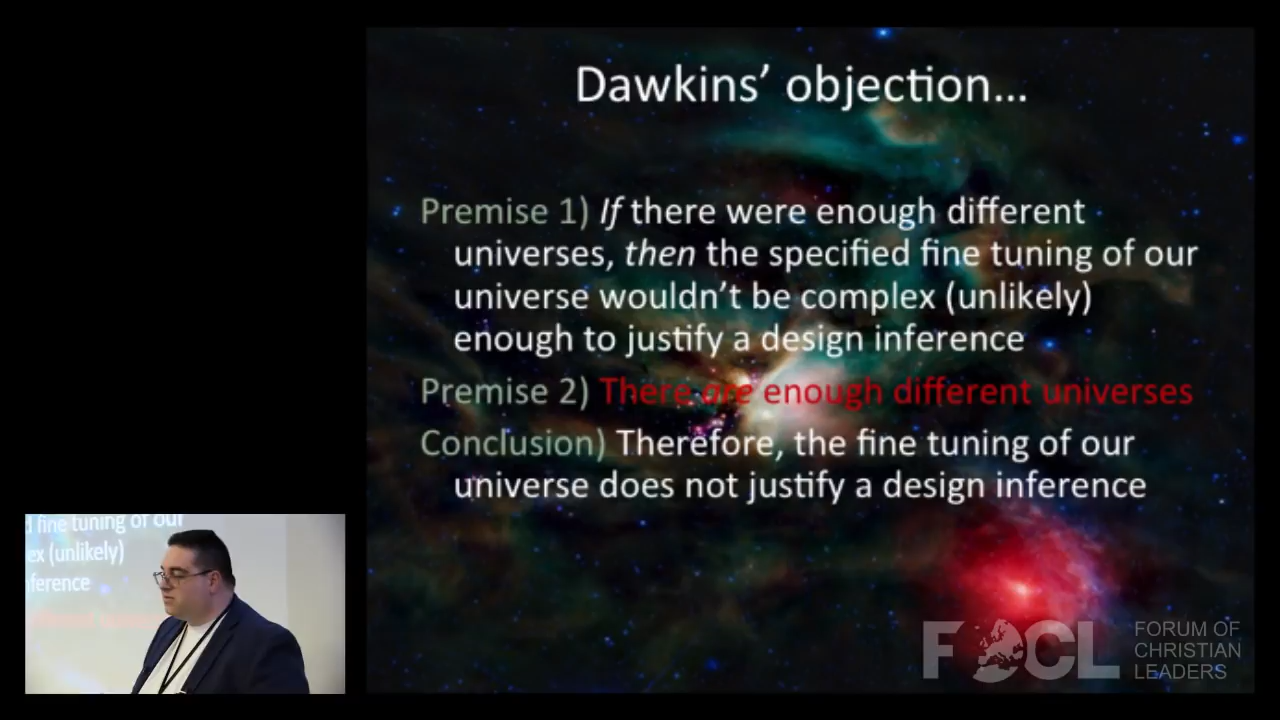 Dawkins’ objection...
Premise 1) If there were enough different
universes, then the specified fine tuning of our
universe wouldn’t be complex (unlikely)
enough to justify a design inference
Premise 2) There are enough different universes
Conclusion) Therefore, the fine tuning of our
universe does not justify a design inference
fine tuning of our
ex (unlikely)
ference
FOCL
FORUM OF
CHRISTIAN
LEADERS